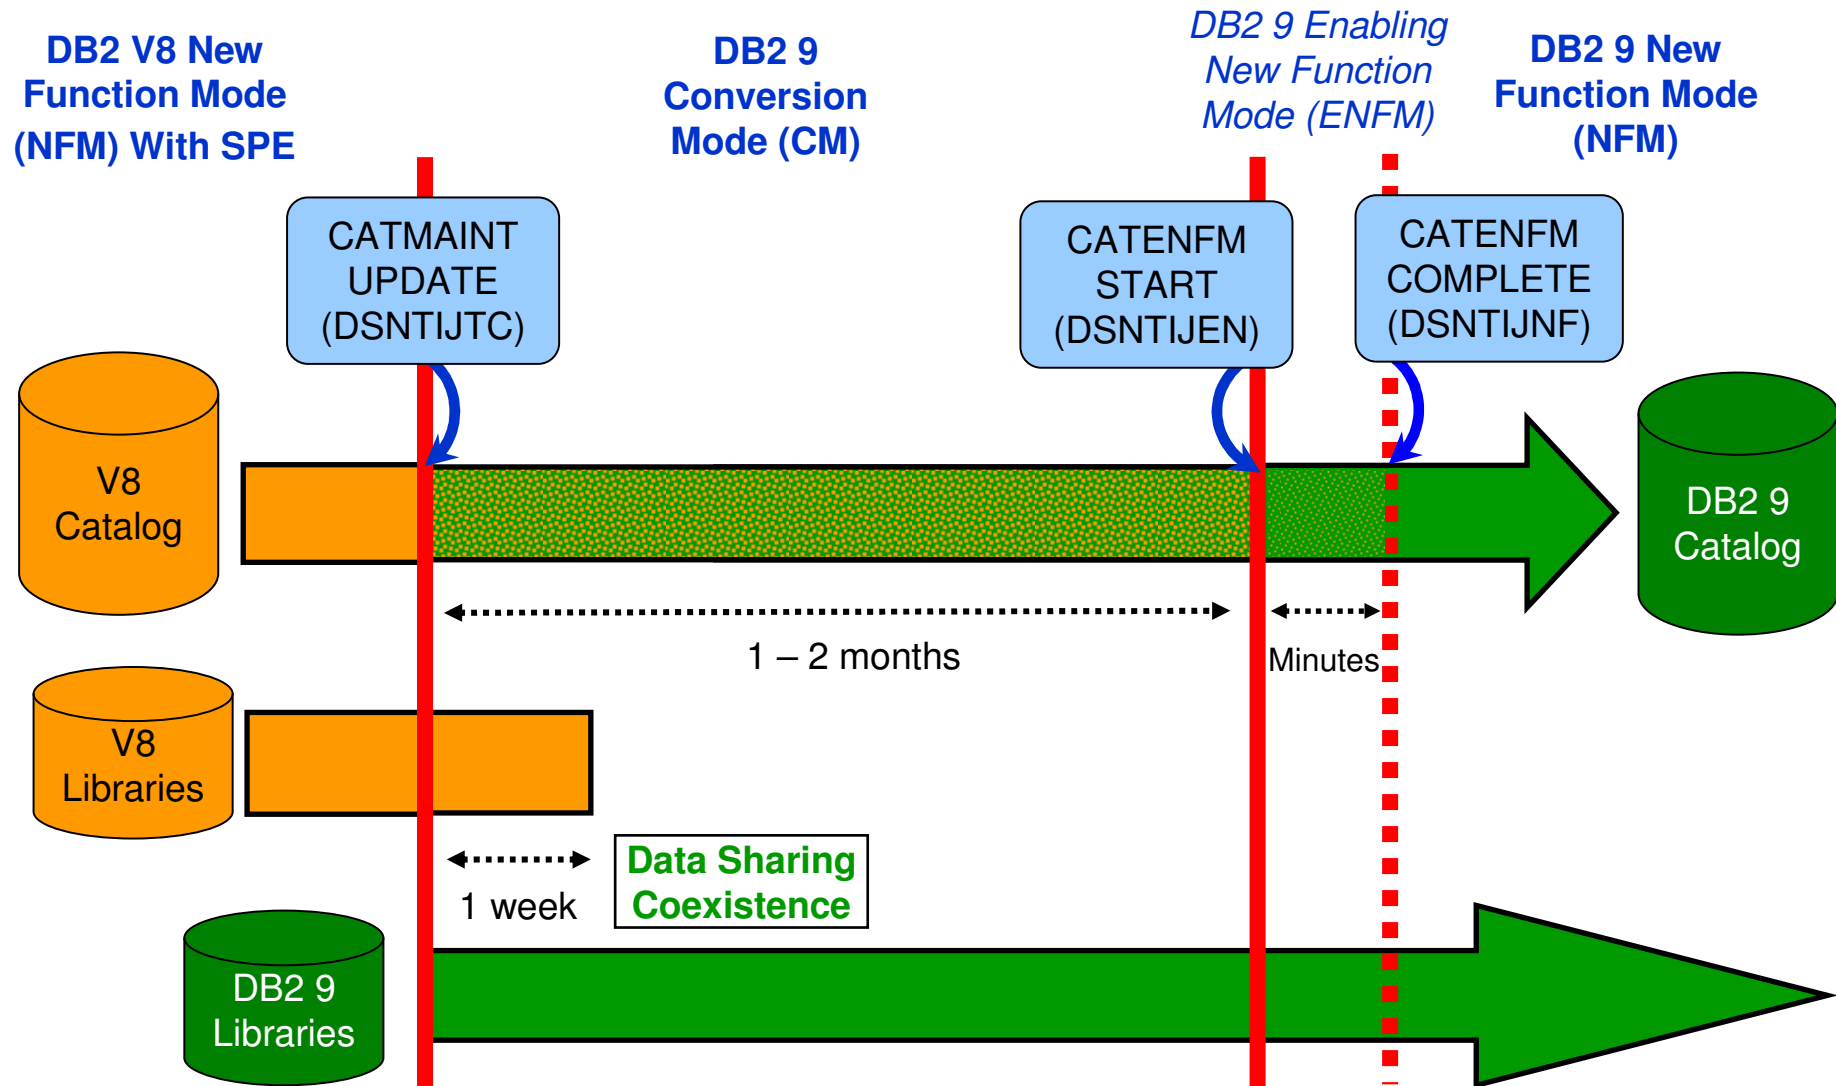 DB2 V8 New
Function Mode
(NFM) With SPE
DB2 9
Conversion
Mode (CM)
DB2 9 Enabling
New Function
Mode (ENFM)
DB2 9 New
Function Mode
(NFM)
CATMAINT
UPDATE
(DSNTIJTC)
CATENFM
START
(DSNTIJEN)
CATENFM
COMPLETE
(DSNTIJNF)
V8
Catalog
DB2 9
Catalog
1 – 2 months
Minutes
V8
Libraries
1 week
Data Sharing
Coexistence
DB2 9
Libraries